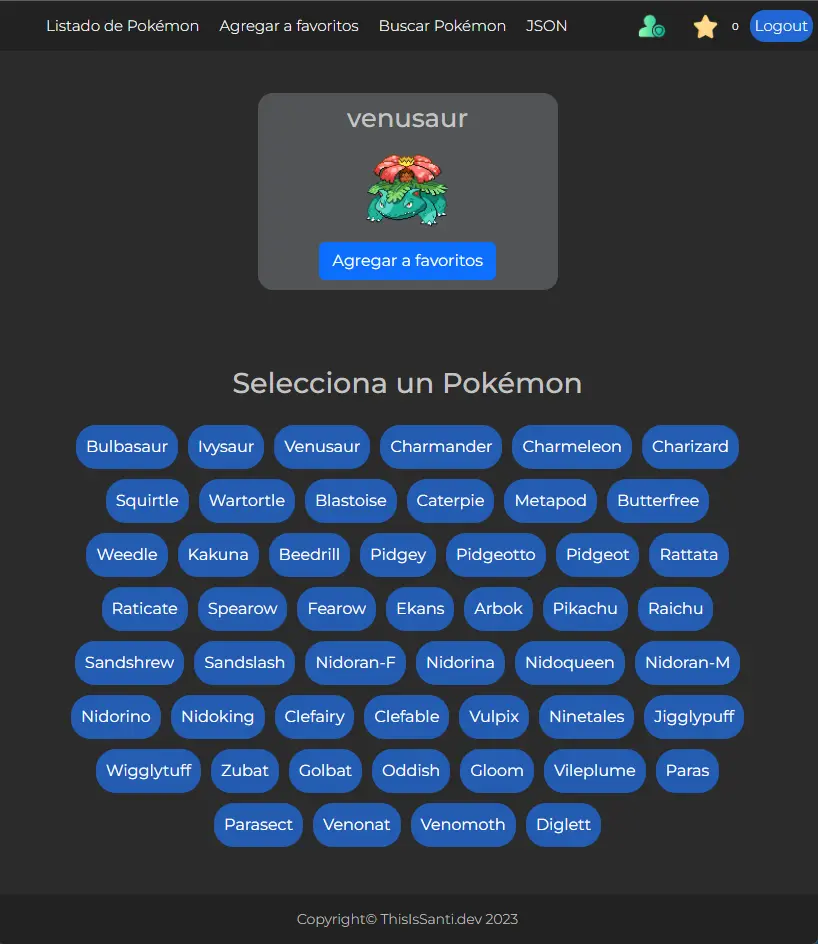 Listado de Pokémon Agregar a favoritos Buscar Pokémon JSON 0 Logout
venusaur
Agregar a favoritos
Selecciona un Pokémon
Bulbasaur Ivysaur Venusaur Charmander Charmeleon Charizard
Squirtle Wartortle Blastoise Caterpie Metapod Butterfree
Weedle Kakuna Beedrill Pidgey Pidgeotto Pidgeot Rattata
Raticate Spearow Fearow Ekans Arbok Pikachu Raichu
Sandshrew Sandslash Nidoran-F Nidorina Nidoqueen Nidoran-M
Nidorino Nidoking Clefairy Clefable Vulpix Ninetales Jigglypuff
Wigglytuff Zubat Golbat Oddish Gloom Vileplume Paras
Parasect Venonat Venomoth Diglett
Copyright© ThisIsSanti.dev 2023